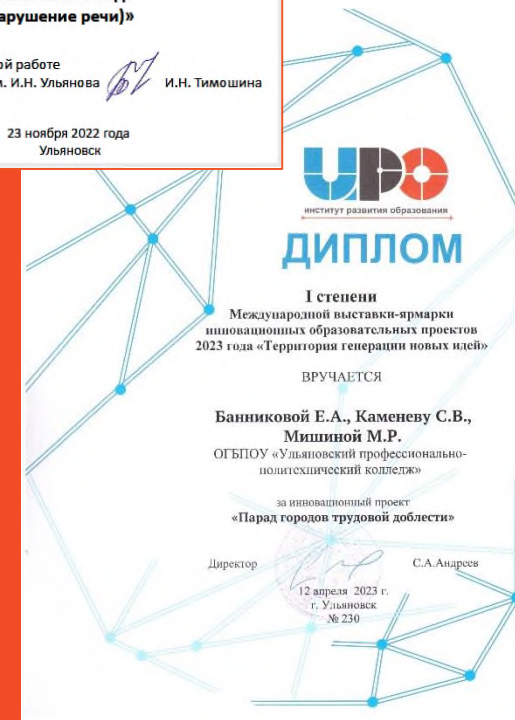 арушение речи)»
ой работе
. И.Н. Ульянова И.Н. Тимошина
23 ноября 2022 года
Ульяновск
ИРО
институт развития образования
ДИПЛОМ
I степени
Международной выставки-ярмарки
инновационных образовательных проектов
2023 года «Территория генерации новых идей»
ВРУЧАЕТСЯ
Банниковой Е.А., Каменеву С.В.,
Мишиной М.Р.
ОГБПОУ «Ульяновский профессионально-
политехнический колледж»
за инновационный проект
«Парад городов трудовой доблести»
Директор С.А.Андреев
12 апреля 2023 г.
г. Ульяновск
№ 230